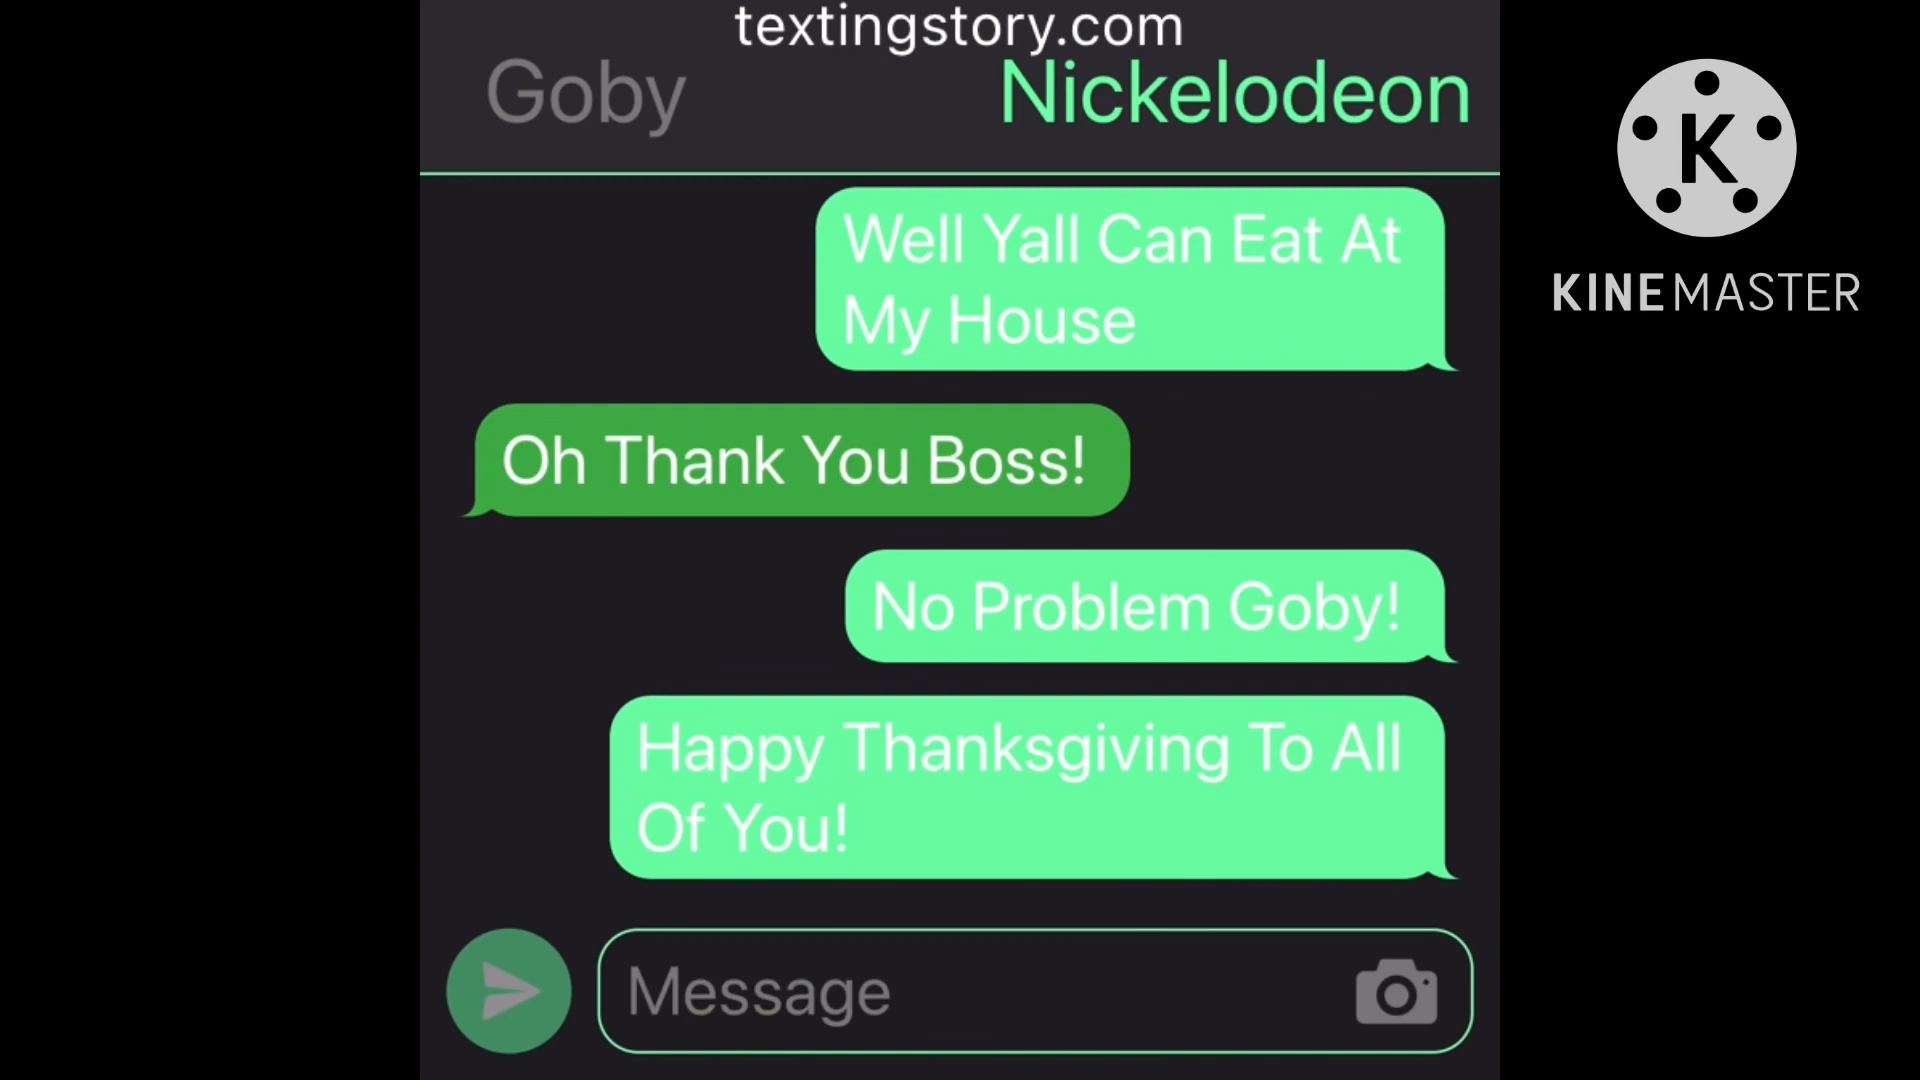 textingstory.com
Goby
Nickelodeon
Well Yall Can Eat At
My House
Oh Thank You Boss!
No Problem Goby!
Happy Thanksgiving To All
Of You!
Message
K
KINEMASTER